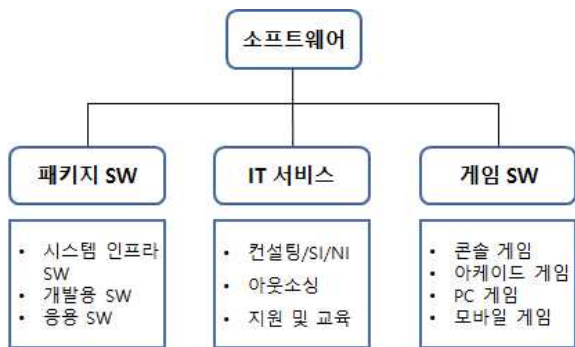 소프트웨어
패키지 SW
IT 서비스
게임 SW
• 시스템 인프라
SW
• 개발용 SW
• 응용 SW
• 컨설팅/SI/NI
• 아웃소싱
• 지원 및 교육
• 콘솔 게임
• 아케이드 게임
• PC 게임
• 모바일 게임